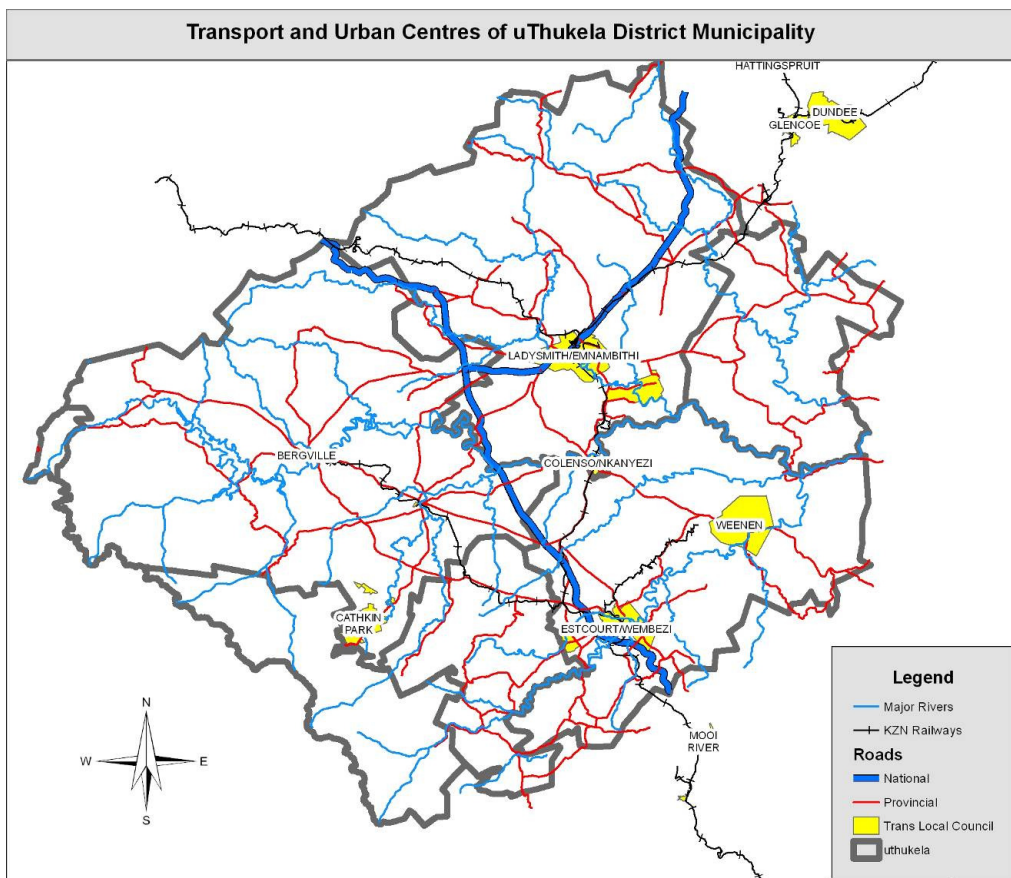 Transport and Urban Centres of uThukela District Municipality
HATTINGSPRUIT
DUNDEE
GLENCOE
LADYSMITH/EMNAMBITHI
BERGVILLE
COLENSO/NKANYEZI
WEENEN
CATHKIN
PARK
ESTCOURT/WEMBEZI
MOOI
RIVER
N
W
E
S
Legend
Major Rivers
KZN Railways
Roads
National
Provincial
Trans Local Council
uthukela